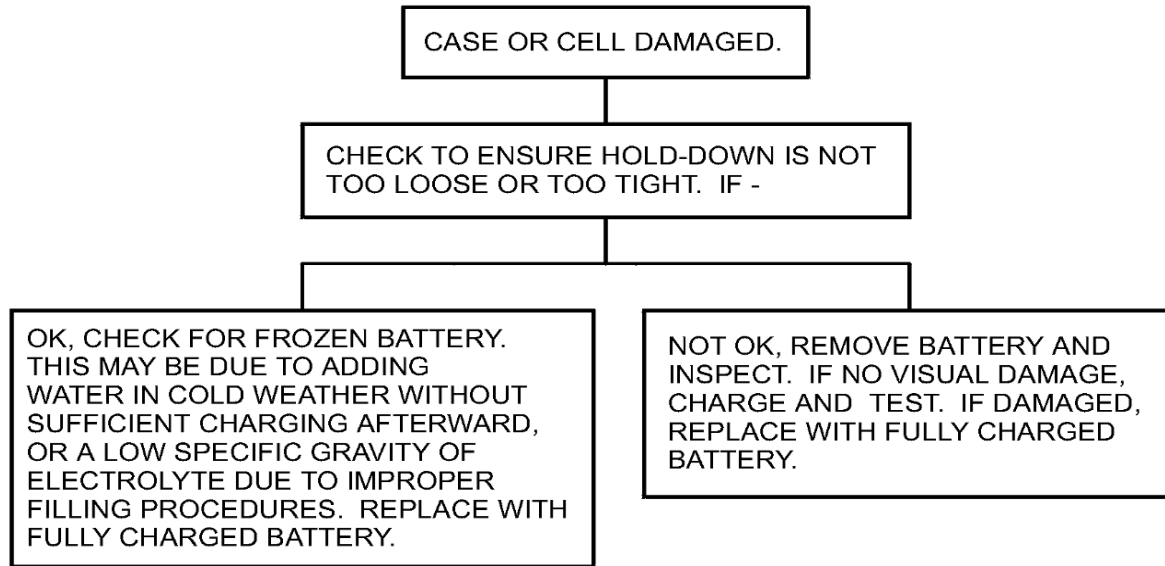 CASE OR CELL DAMAGED.
CHECK TO ENSURE HOLD-DOWN IS NOT
TOO LOOSE OR TOO TIGHT.  IF -
OK, CHECK FOR FROZEN BATTERY.
THIS MAY BE DUE TO ADDING
WATER IN COLD WEATHER WITHOUT
SUFFICIENT CHARGING AFTERWARD,
OR A LOW SPECIFIC GRAVITY OF
ELECTROLYTE DUE TO IMPROPER
FILLING PROCEDURES.  REPLACE WITH
FULLY CHARGED BATTERY.
NOT OK, REMOVE BATTERY AND
INSPECT.  IF NO VISUAL DAMAGE,
CHARGE AND  TEST.  IF DAMAGED,
REPLACE WITH FULLY CHARGED
BATTERY.